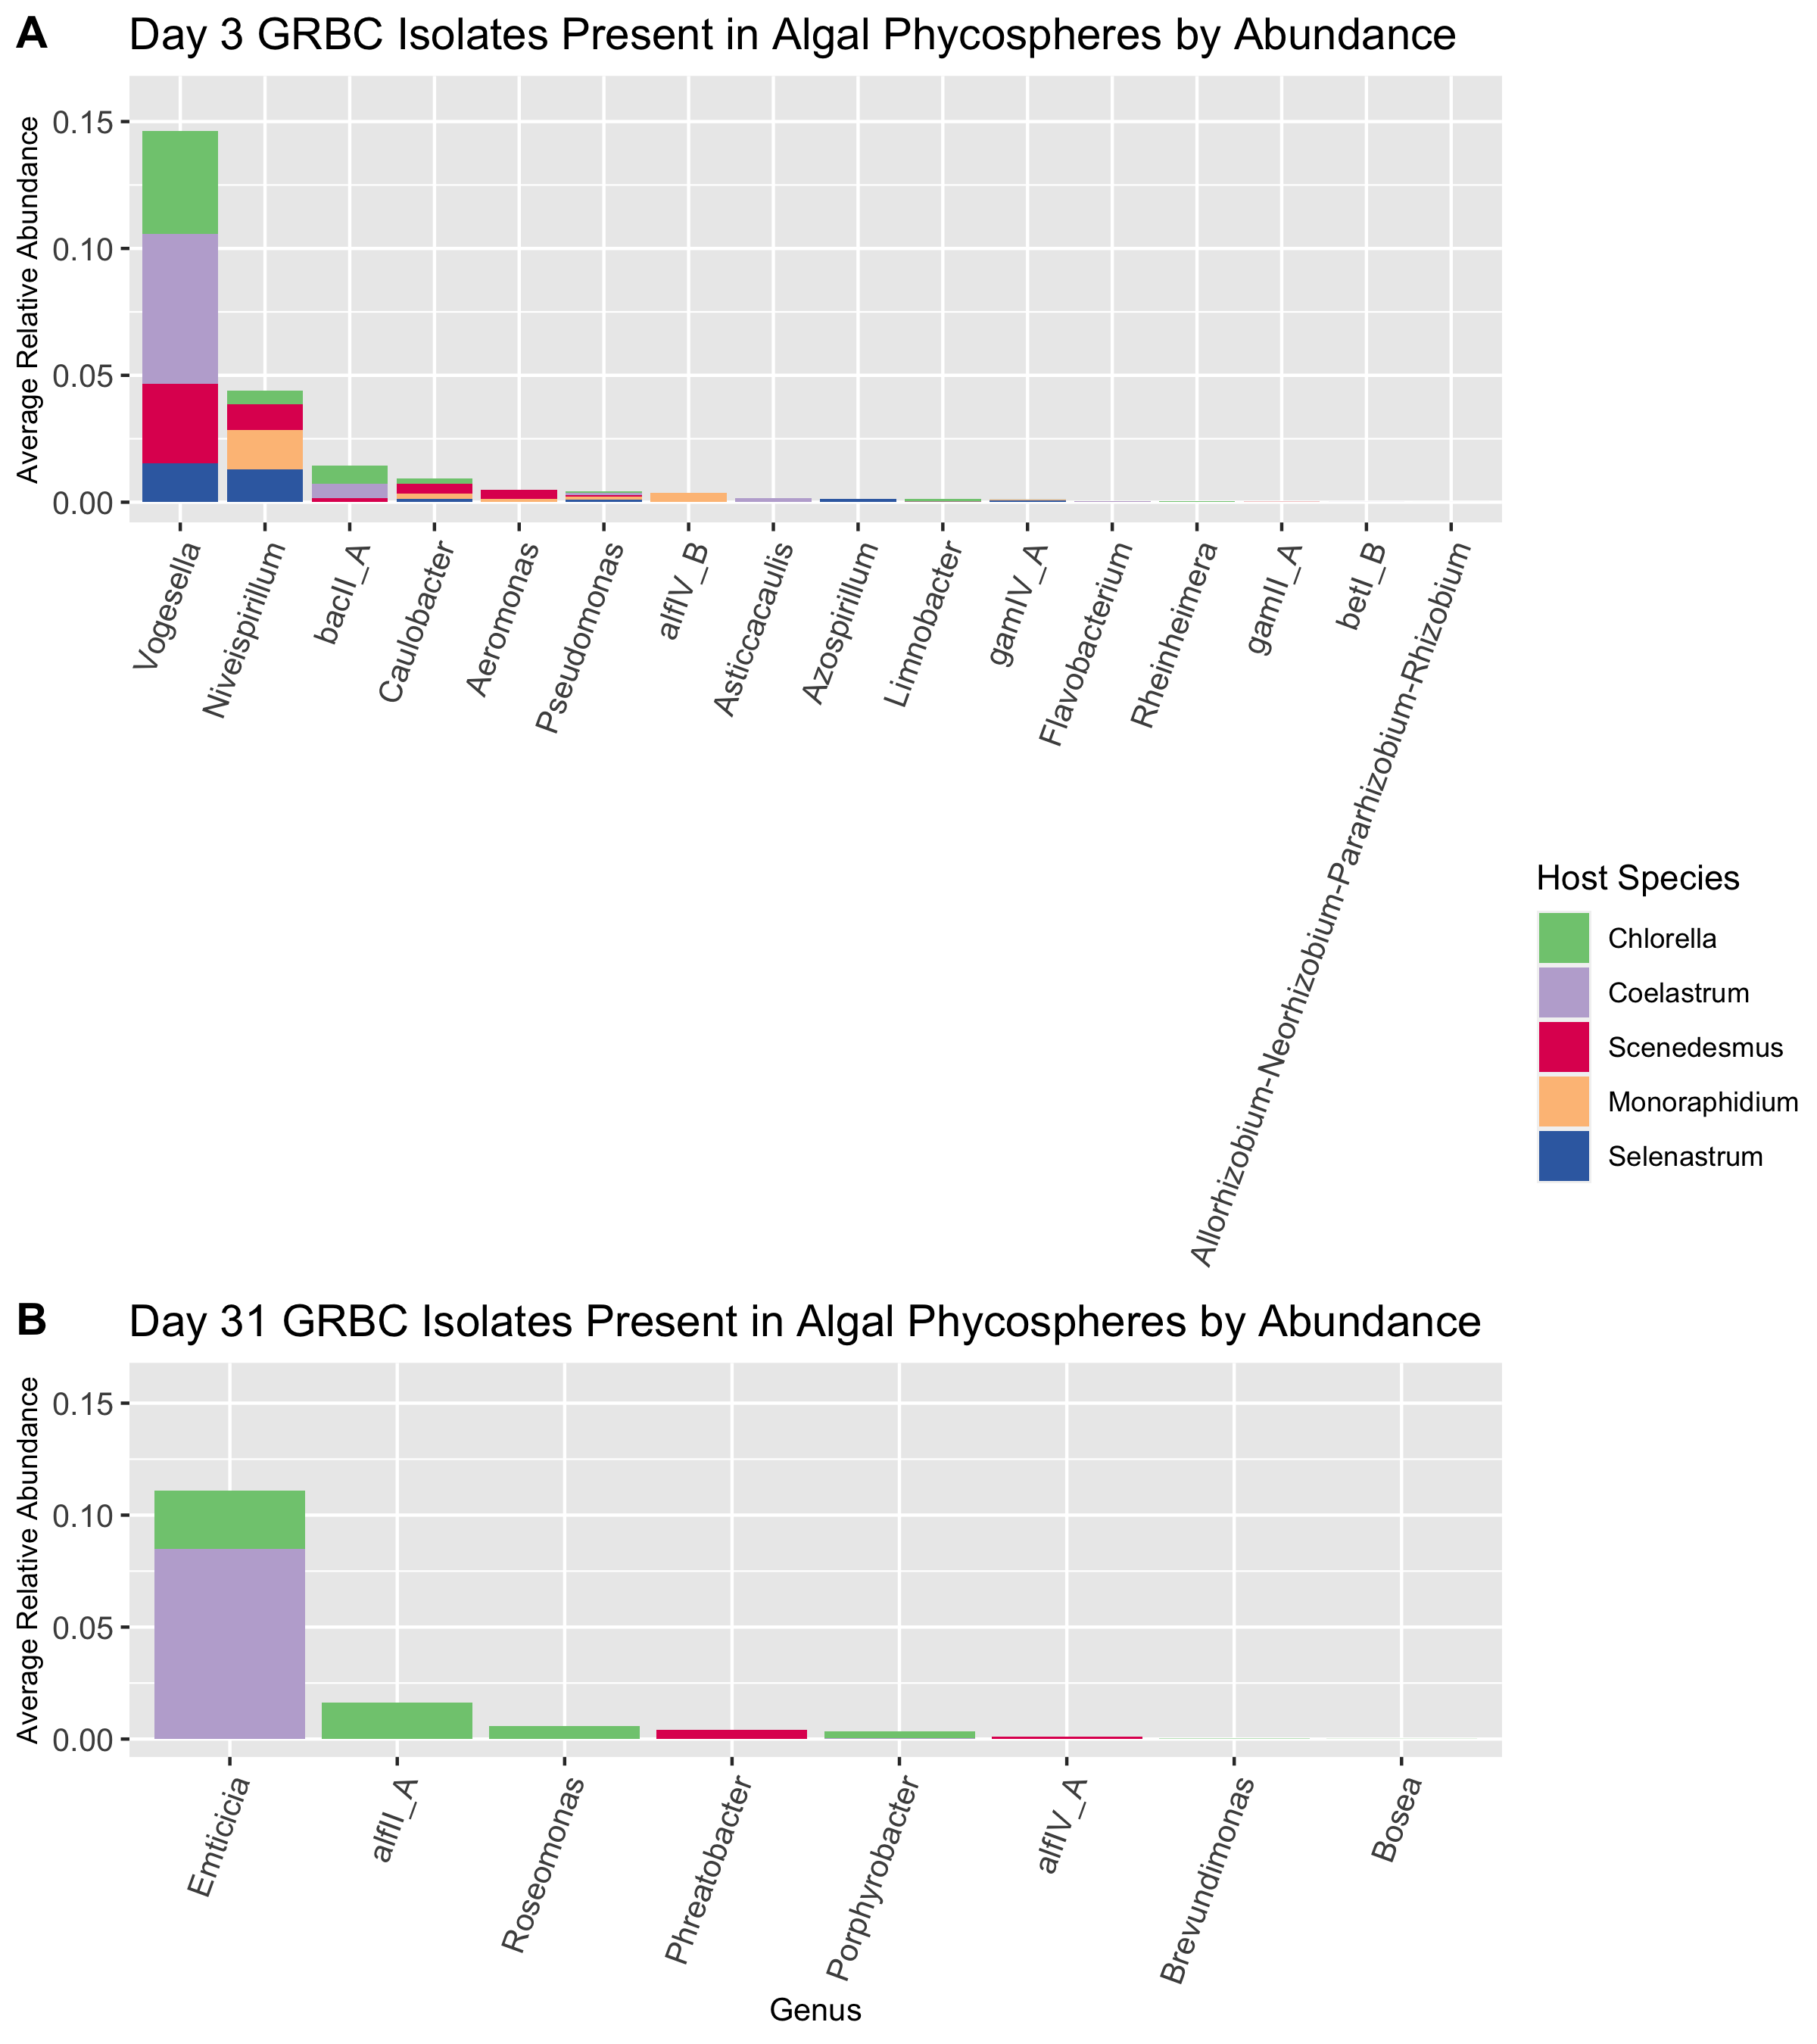 A
Day 3 GRBC Isolates Present in Algal Phycospheres by Abundance
Average Relative Abundance
0.15
0.10
0.05
0.00
Vogesella
Niveispirillum
bacII_A
Caulobacter
Aeromonas
Pseudomonas
alfIV_B
Asticcacaulis
Azospirillum
Limnobacter
gamIV_A
Flavobacterium
Rheinheimera
gamII_A
betI_B
Allorhizobium-Neorhizobium-Pararhizobium-Rhizobium
Host Species
Chlorella
Coelastrum
Scenedesmus
Monoraphidium
Selenastrum
B
Day 31 GRBC Isolates Present in Algal Phycospheres by Abundance
Average Relative Abundance
0.15
0.10
0.05
0.00
Emticicia
alfII_A
Roseomonas
Phreatobacter
Porphyrobacter
alfIV_A
Brevundimonas
Bosea
Genus